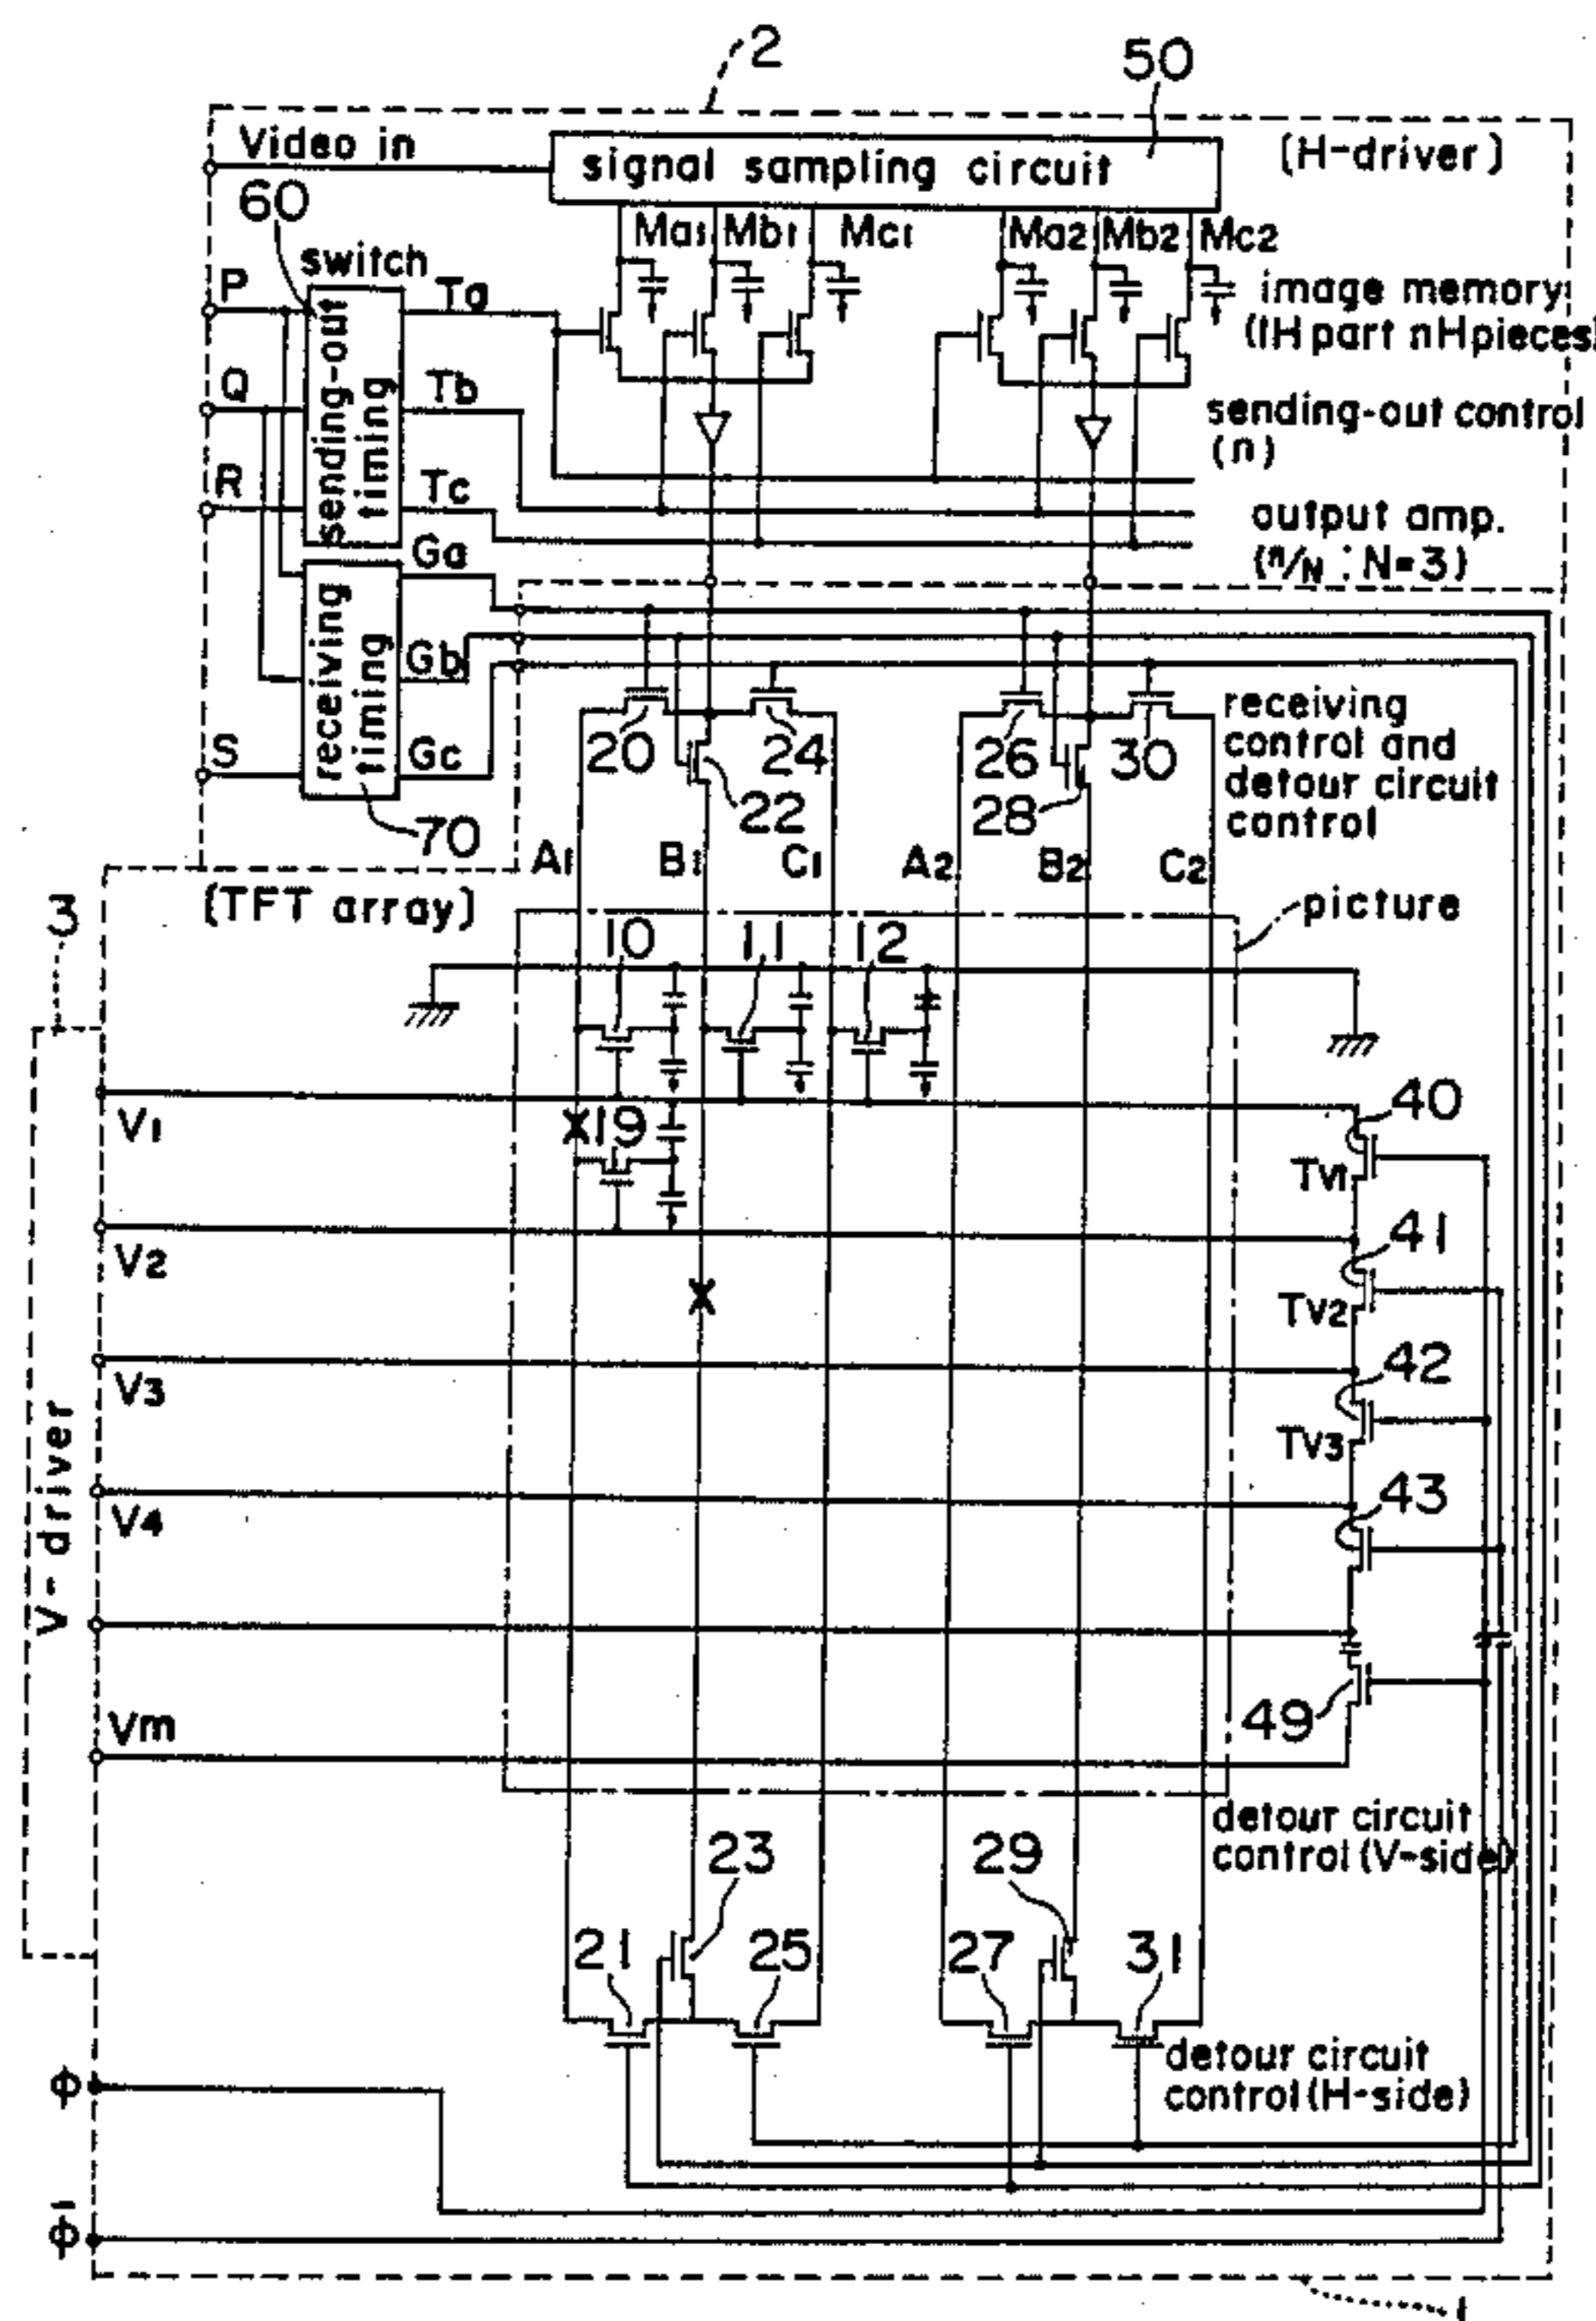 2
50
Video in
signal sampling circuit
(H-driver)
60
switch
Ma1
Mb1
Mc1
Ma2
Mb2
Mc2
P
Ta
image memory
(1H part nHpieces)
Q
sending-out
timing
Tb
sending-out control
(n)
R
Tc
output amp.
(n/N : N=3)
Ga
receiving
timing
Gb
S
Gc
20
24
22
26
30
28
receiving
control and
detour circuit
control
70
A1
B1
C1
A2
B2
C2
3
(TFT array)
picture
10
11
12
V1
19
40
TV1
V2
41
TV2
V3
42
TV3
V4
43
V-driver
Vm
49
detour circuit
control (V-side)
23
29
21
25
27
31
detour circuit
control (H-side)
ϕ
ϕ'
1